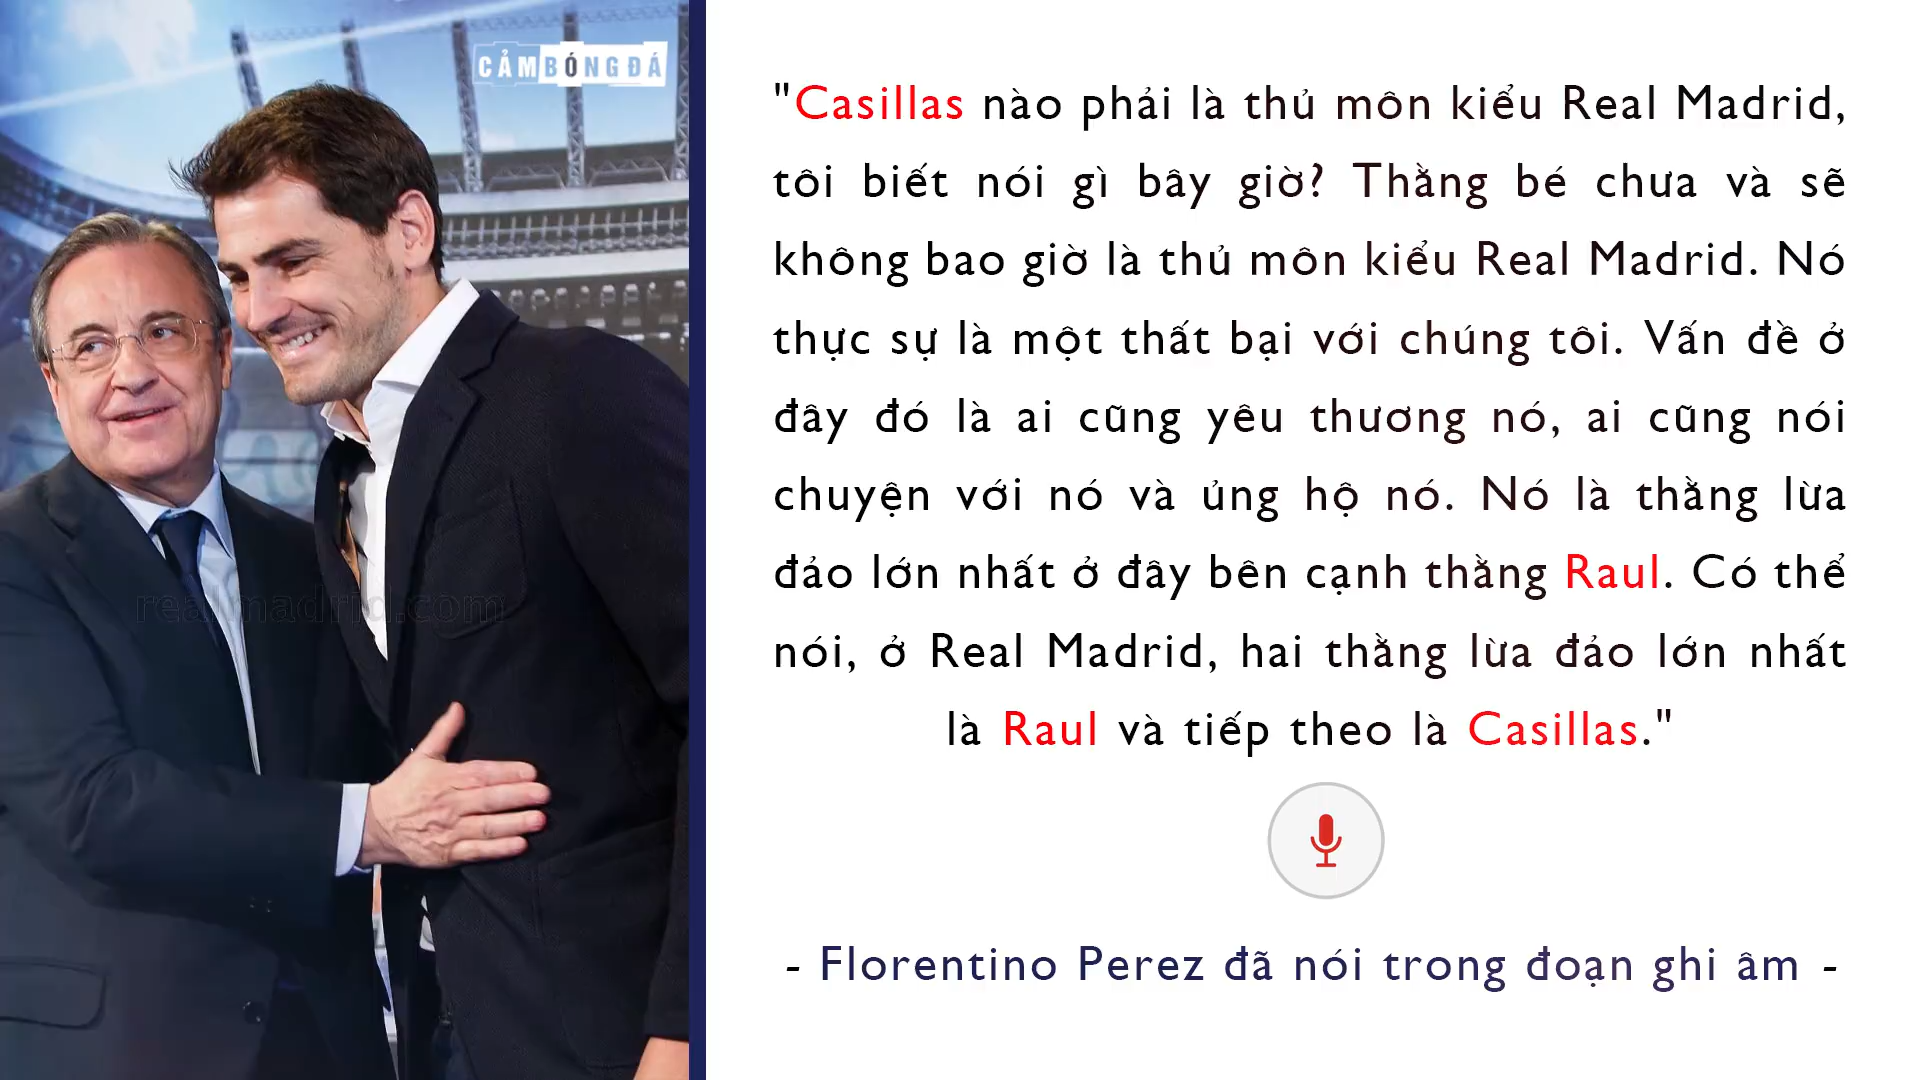 CẢM BÓNG ĐÁ
"Casillas nào phải là thủ môn kiểu Real Madrid,
tôi biết nói gì bây giờ? Thằng bé chưa và sẽ
không bao giờ là thủ môn kiểu Real Madrid. Nó
thực sự là một thất bại với chúng tôi. Vấn đề ở
đây đó là ai cũng yêu thương nó, ai cũng nói
chuyện với nó và ủng hộ nó. Nó là thằng lừa
đảo lớn nhất ở đây bên cạnh thằng Raul. Có thể
nói, ở Real Madrid, hai thằng lừa đảo lớn nhất
là Raul và tiếp theo là Casillas."
- Florentino Perez đã nói trong đoạn ghi âm -
realmadrid.com